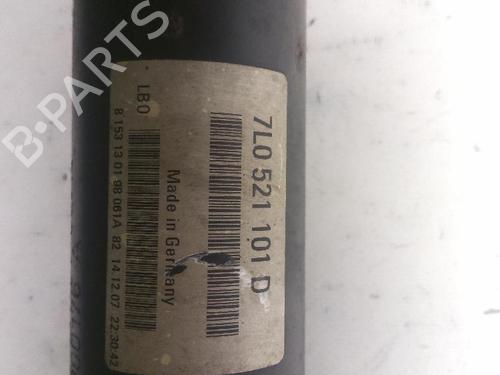 B-PARTS
7L0 521 101 D
Made in Germany
LB0
8 153 13 01 98 061A 82 14.12.07 22:30:42